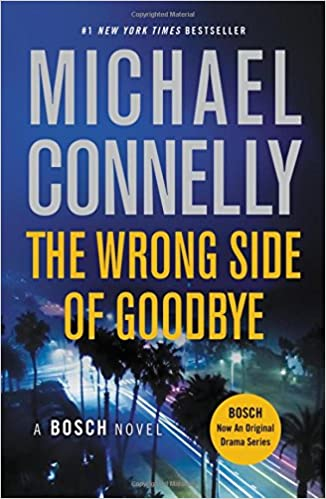 #1 NEW YORK TIMES BESTSELLER
MICHAEL
CONNELLY
THE WRONG SIDE
OF GOODBYE
A BOSCH NOVEL
BOSCH
Now An Original
Drama Series